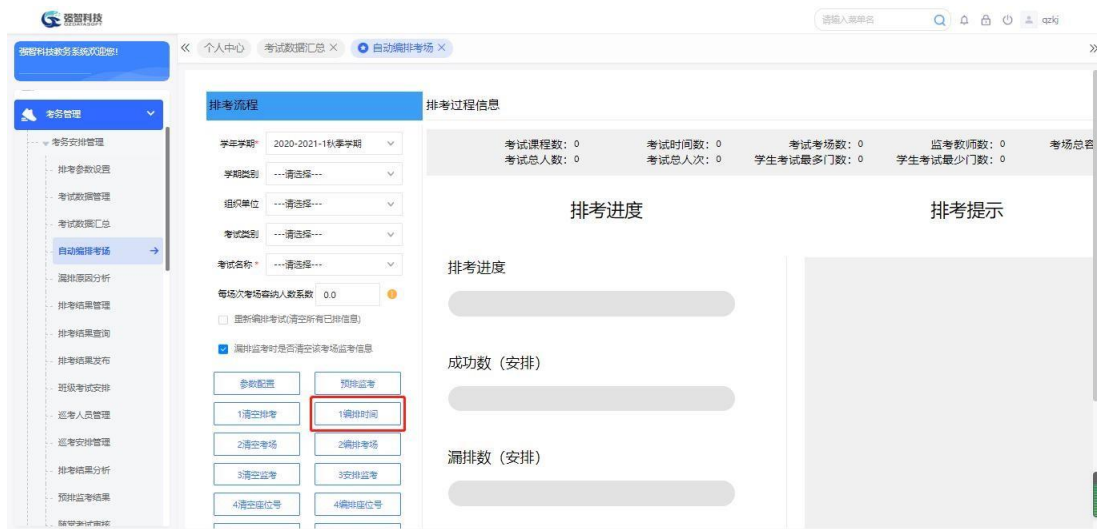 强智科技
请输入菜单名
qzkj
强智科技教务系统欢迎您!
个人中心 考试数据汇总 自动编排考场
考务管理
考务安排管理
排考参数设置
考试数据管理
考试数据汇总
自动编排考场
漏排原因分析
排考结果管理
排考结果查询
排考结果发布
班级考试安排
巡考人员管理
巡考安排管理
排考结果分析
预排监考结果
随堂考试审核
排考流程
学年学期* 2020-2021-1秋季学期
学期类别 ---请选择---
组织单位 ---请选择---
考试类别 ---请选择---
考试名称* ---请选择---
每场次考场容纳人数系数 0.0
重新编排考试(清空所有已排信息)
漏排监考时是否清空该考场监考信息
参数配置 预排监考
1清空排考 1编排时间
2清空考场 2编排考场
3清空监考 3安排监考
4清空座位号 4编排座位号
排考过程信息
考试课程数: 0 考试时间数: 0 考试考场数: 0 监考教师数: 0 考场总容
考试总人数: 0 考试总人次: 0 学生考试最多门数: 0 学生考试最少门数: 0
排考进度 排考提示
排考进度
成功数（安排）
漏排数（安排）